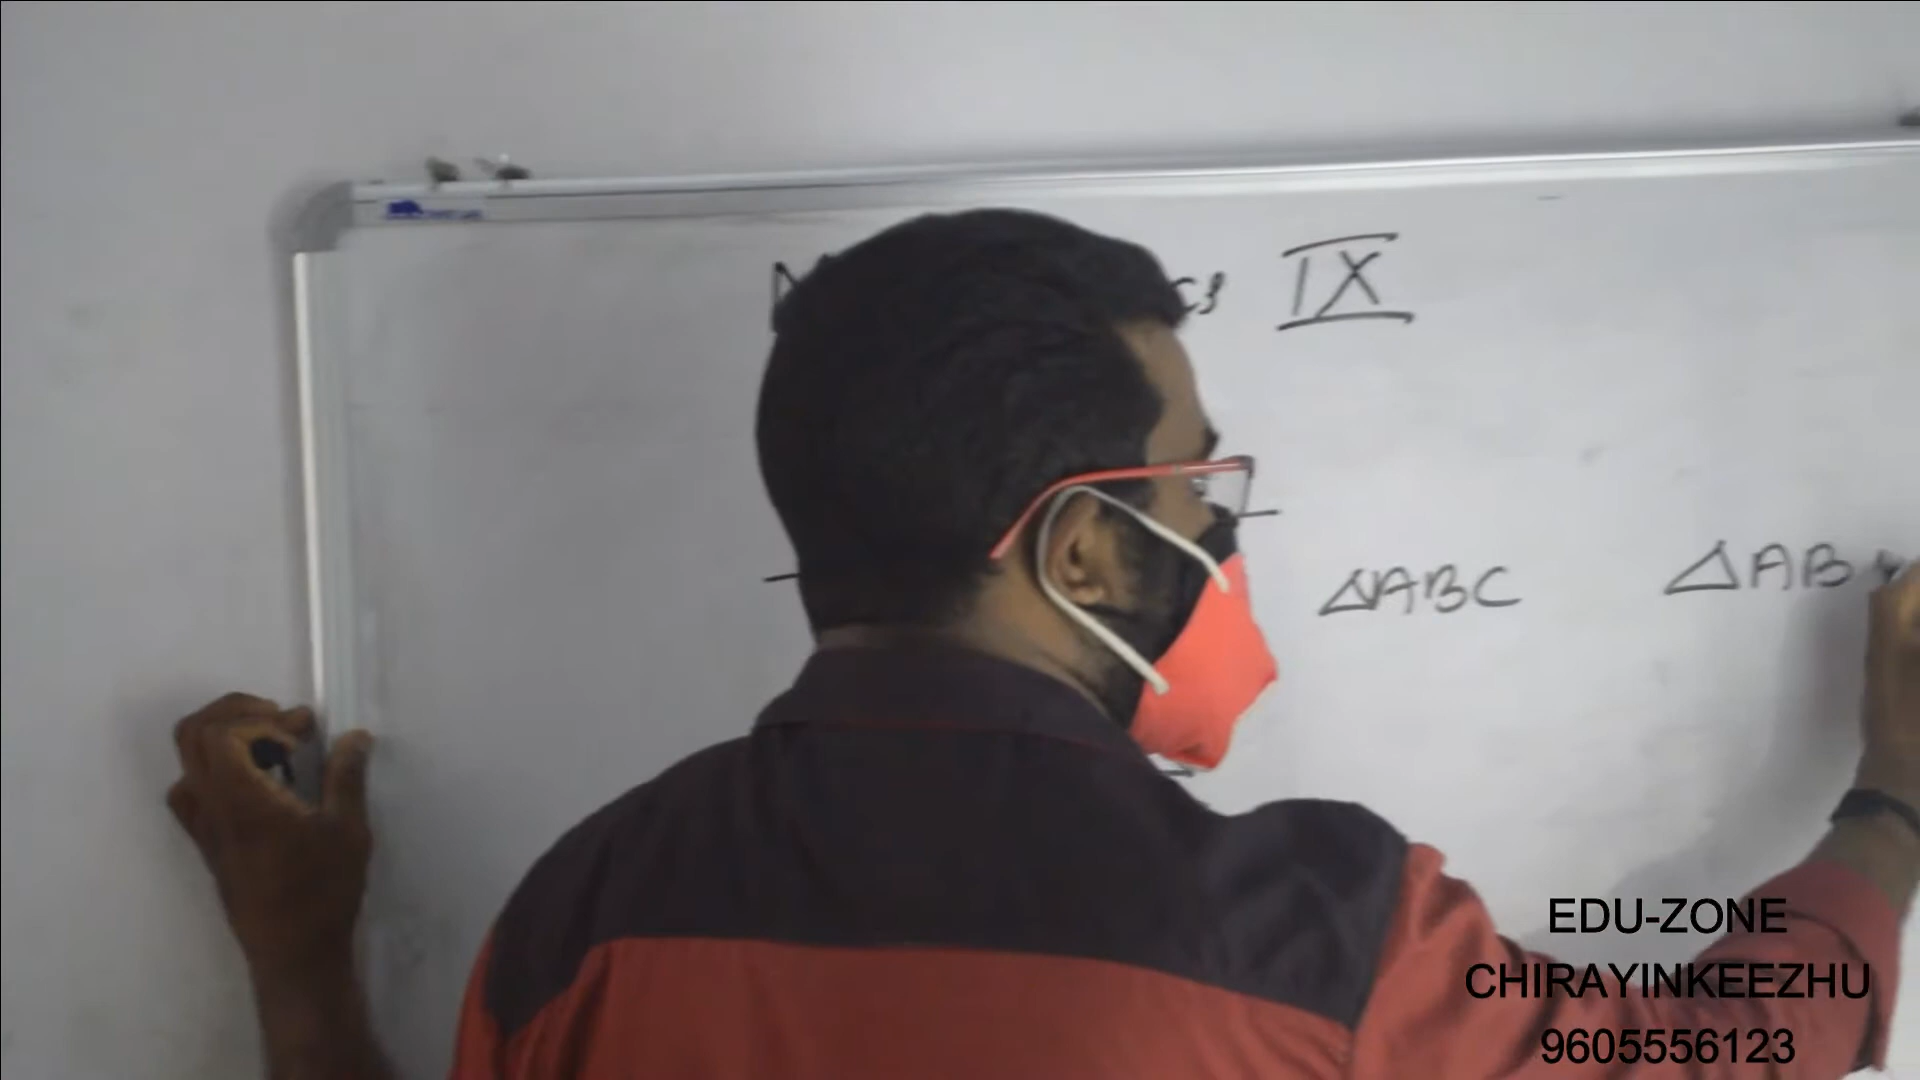 IX
△ABC △AB
EDU-ZONE
CHIRAYINKEEZHU
9605556123